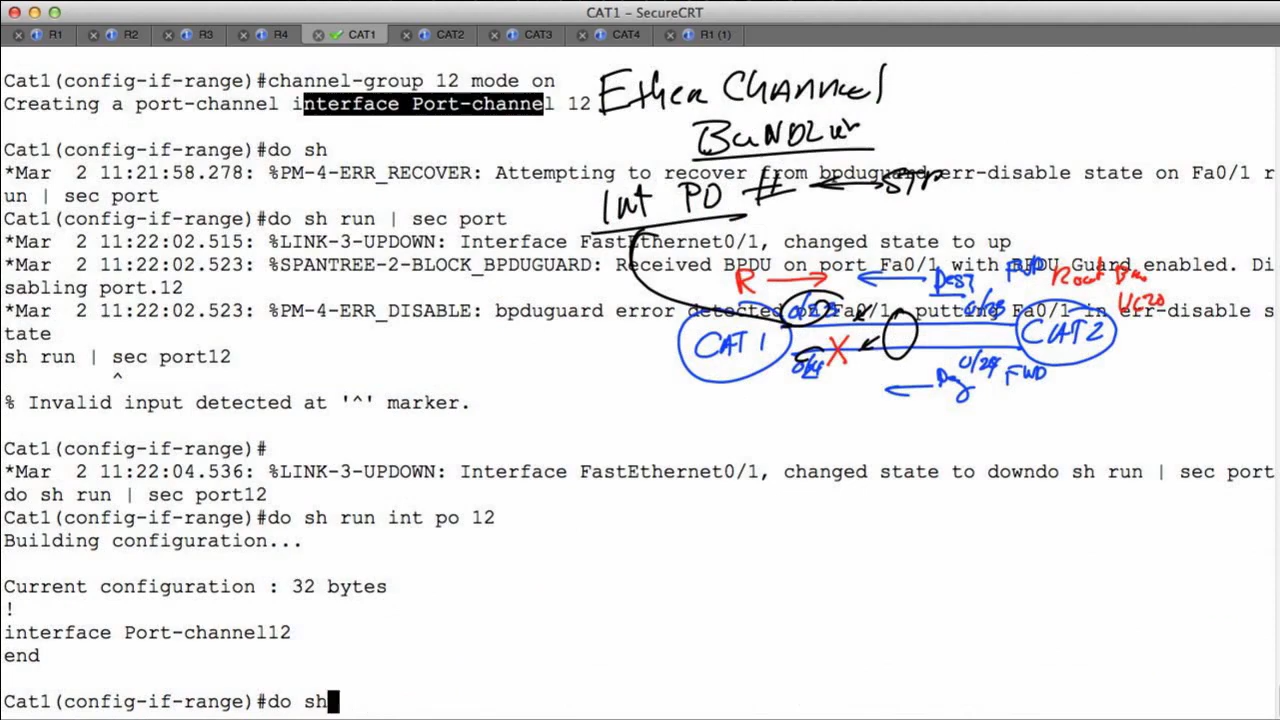 CAT1 – SecureCRT
R1 R2 R3 R4 CAT1 CAT2 CAT3 CAT4 R1 (1)
Cat1(config-if-range)#channel-group 12 mode on
Creating a port-channel interface Port-channel 12
Ether Channel
Cat1(config-if-range)#do sh
*Mar  2 11:21:58.278: %PM-4-ERR_RECOVER: Attempting to recover from bpduguard err-disable state on Fa0/1 r
un | sec port
Int PO # STP
Cat1(config-if-range)#do sh run | sec port
*Mar  2 11:22:02.515: %LINK-3-UPDOWN: Interface FastEthernet0/1, changed state to up
*Mar  2 11:22:02.523: %SPANTREE-2-BLOCK_BPDUGUARD: Received BPDU on port Fa0/1 with BPDU Guard enabled. Di
sabling port.12
R FWD Root
*Mar  2 11:22:02.523: %PM-4-ERR_DISABLE: bpduguard error detected on Fa0/1, putting Fa0/1 in err-disable s
tate
CAT1 CAT2
sh run | sec port12
0/24 FWD
^
% Invalid input detected at '^' marker.
Cat1(config-if-range)#
*Mar  2 11:22:04.536: %LINK-3-UPDOWN: Interface FastEthernet0/1, changed state to downdo sh run | sec port
do sh run | sec port12
Cat1(config-if-range)#do sh run int po 12
Building configuration...
Current configuration : 32 bytes
!
interface Port-channel12
end
Cat1(config-if-range)#do sh